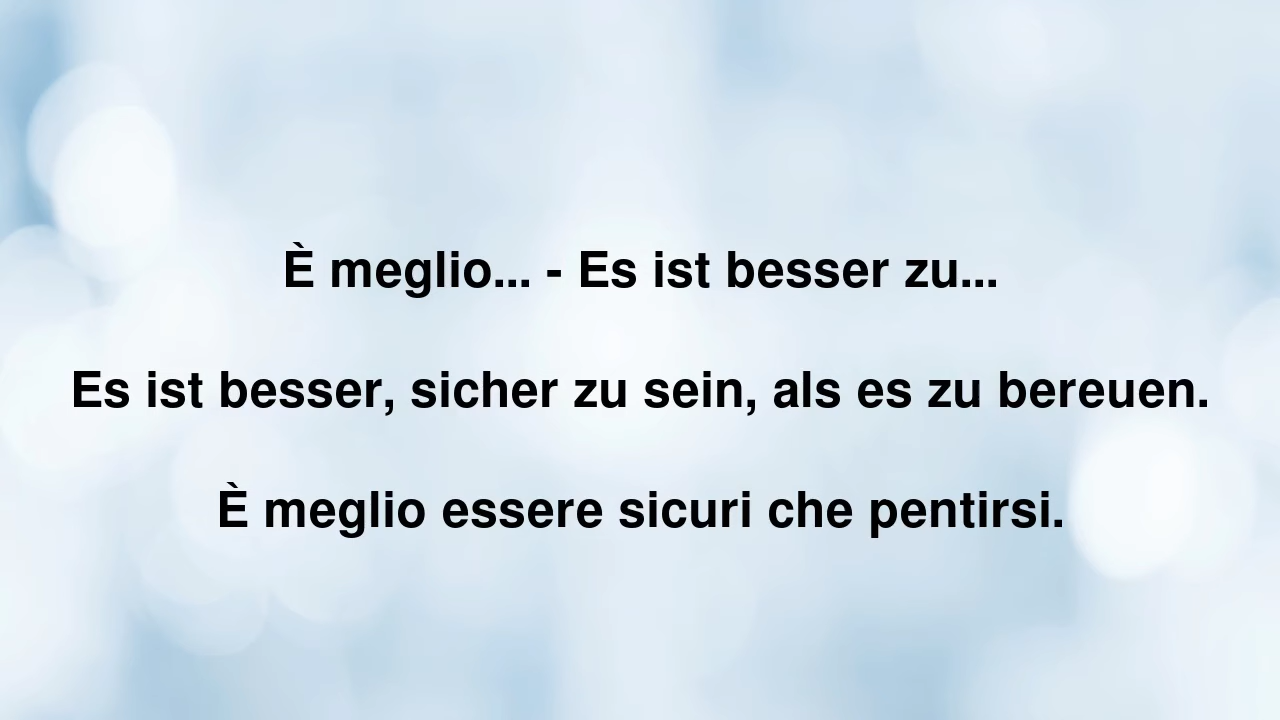 È meglio... - Es ist besser zu...
Es ist besser, sicher zu sein, als es zu bereuen.
È meglio essere sicuri che pentirsi.